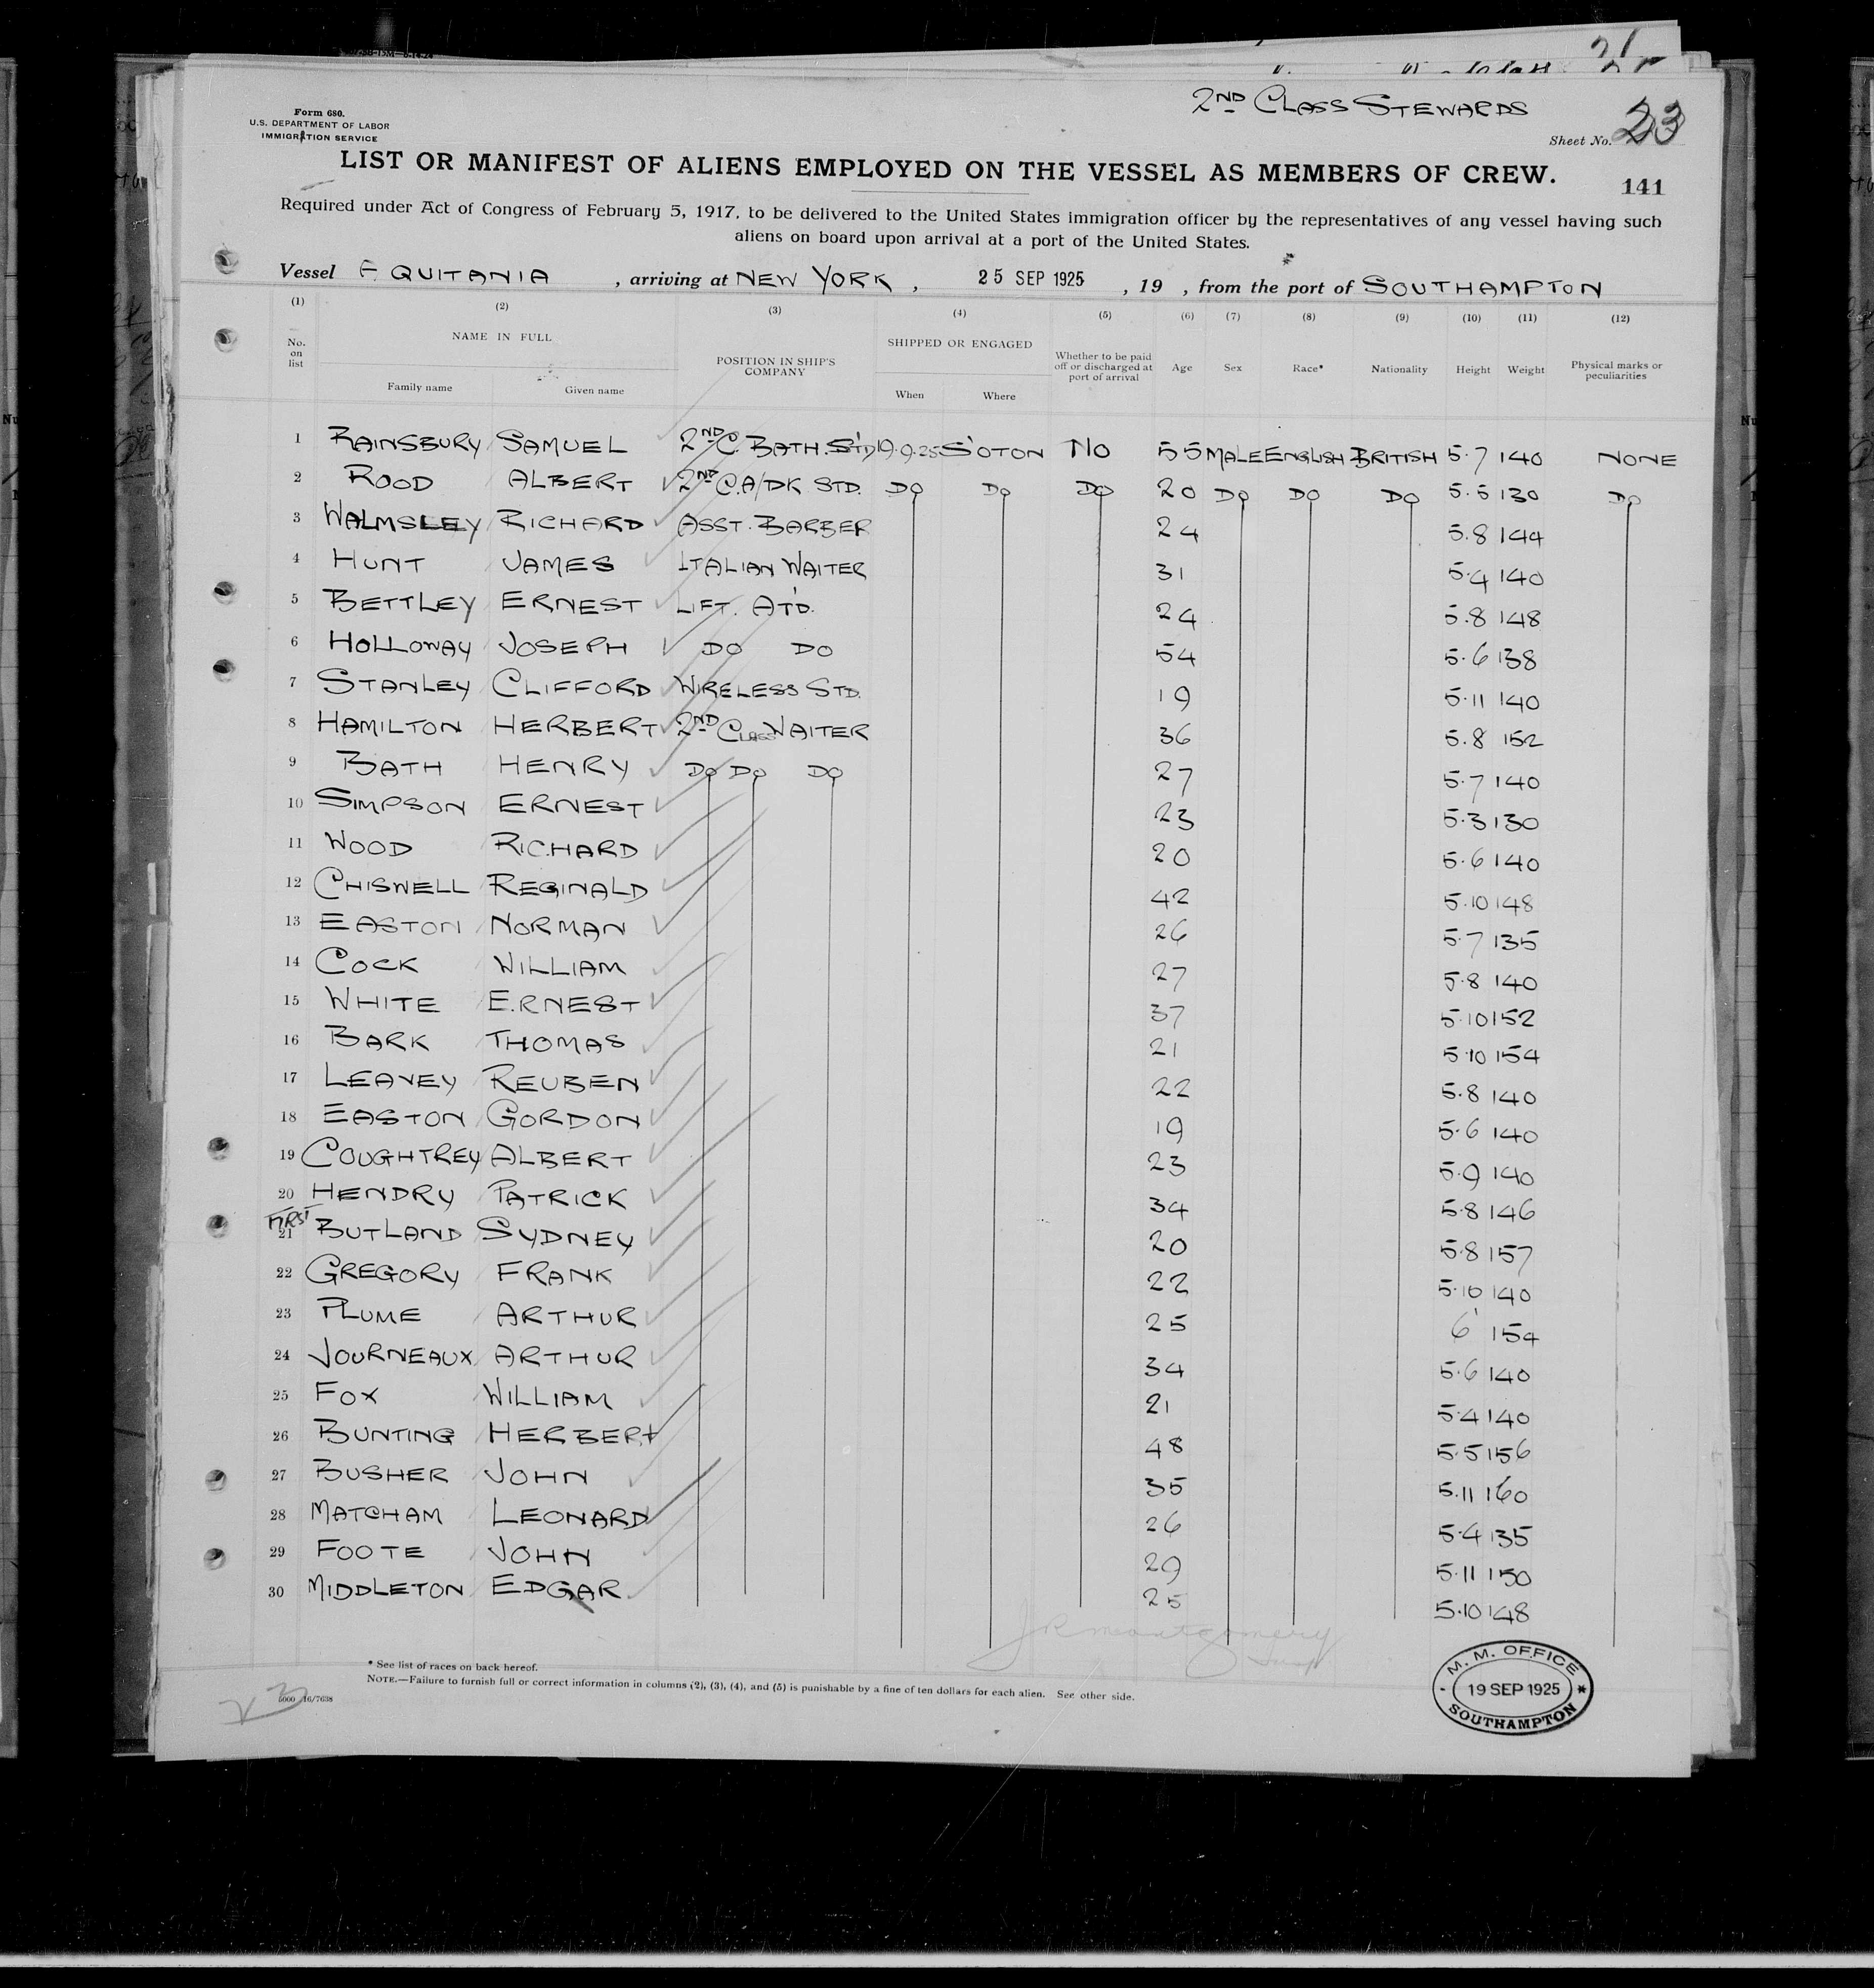 2ND CLASS STEWARDS
Form 680.
U.S. DEPARTMENT OF LABOR
IMMIGRATION SERVICE
Sheet No. 23
LIST OR MANIFEST OF ALIENS EMPLOYED ON THE VESSEL AS MEMBERS OF CREW.
141
Required under Act of Congress of February 5, 1917, to be delivered to the United States immigration officer by the representatives of any vessel having such
aliens on board upon arrival at a port of the United States.
Vessel EQUITANIA, arriving at NEW YORK, 25 SEP 1925, 19 , from the port of SOUTHAMPTON
(1) (2) (3) (4) (5) (6) (7) (8) (9) (10) (11) (12)
No. on list NAME IN FULL Family name Given name POSITION IN SHIP'S COMPANY SHIPPED OR ENGAGED When Where Whether to be paid off or discharged at port of arrival Age Sex Race* Nationality Height Weight Physical marks or peculiarities
1 RAINSBURY SAMUEL 2ND C. BATH. ST'D 19.9.25 S'OTON NO 55 MALE ENGLISH BRITISH 5.7 140 NONE
2 ROOD ALBERT 2ND C.A/DK STD. DO DO DO 20 DO DO DO 5.5 130 DO
3 WALMSLEY RICHARD ASST. BARBER 24 5.8 144
4 HUNT JAMES ITALIAN WAITER 31 5.4 140
5 BETTLEY ERNEST LIFT. AT'D. 24 5.8 148
6 HOLLOWAY JOSEPH DO DO 54 5.6 138
7 STANLEY CLIFFORD WIRELESS STD. 19 5.11 140
8 HAMILTON HERBERT 2ND CLASS WAITER 36 5.8 152
9 BATH HENRY DO DO DO 27 5.7 140
10 SIMPSON ERNEST 23 5.3 130
11 WOOD RICHARD 20 5.6 140
12 CHISWELL REGINALD 42 5.10 148
13 EASTON NORMAN 26 5.7 135
14 COCK WILLIAM 27 5.8 140
15 WHITE ERNEST 37 5.10 152
16 BARK THOMAS 21 5.10 154
17 LEAVEY REUBEN 22 5.8 140
18 EASTON GORDON 19 5.6 140
19 COUGHTREY ALBERT 23 5.9 140
20 HENDRY PATRICK 34 5.8 146
FIRST
21 BUTLAND SYDNEY 20 5.8 157
22 GREGORY FRANK 22 5.10 140
23 PLUME ARTHUR 25 6' 154
24 JOURNEAUX ARTHUR 34 5.6 140
25 FOX WILLIAM 21 5.4 140
26 BUNTING HERBERT 48 5.5 156
27 BUSHER JOHN 35 5.11 160
28 MATCHAM LEONARD 26 5.4 135
29 FOOTE JOHN 29 5.11 150
30 MIDDLETON EDGAR 25 5.10 148
J R Montgomery
* See list of races on back hereof.
NOTE.—Failure to furnish full or correct information in columns (2), (3), (4), and (5) is punishable by a fine of ten dollars for each alien. See other side.
23
5000 16/7638
M. M. OFFICE
19 SEP 1925
SOUTHAMPTON